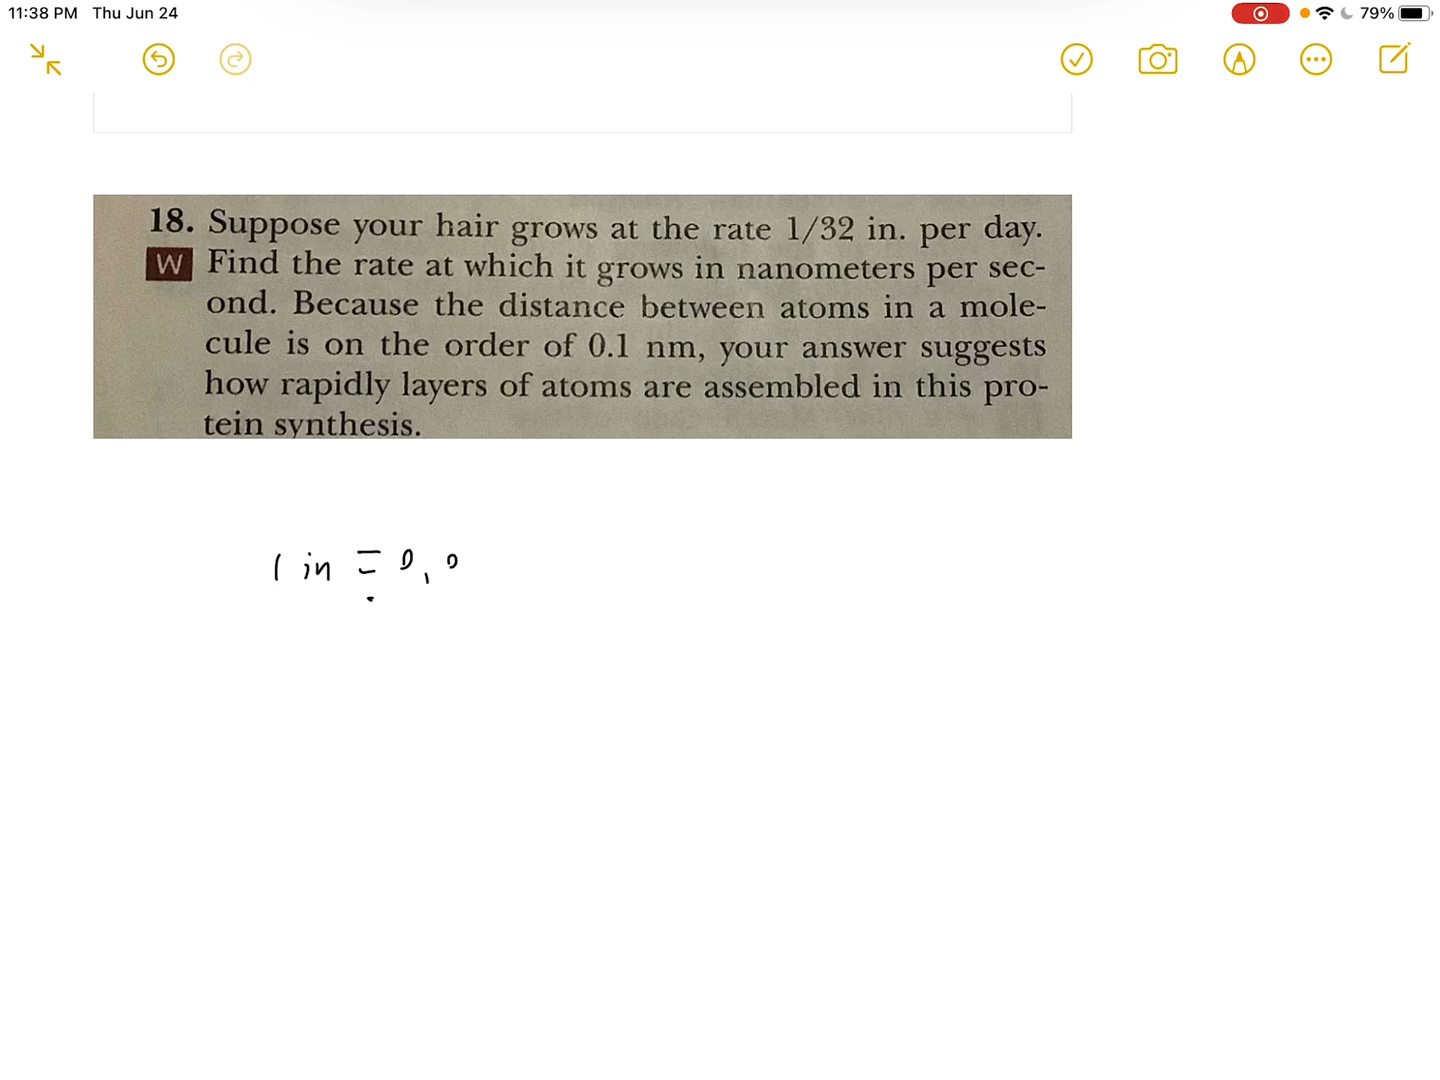 11:38 PM Thu Jun 24 79%
18. Suppose your hair grows at the rate 1/32 in. per day.
W Find the rate at which it grows in nanometers per sec-
ond. Because the distance between atoms in a mole-
cule is on the order of 0.1 nm, your answer suggests
how rapidly layers of atoms are assembled in this pro-
tein synthesis.
1 in = 0,0